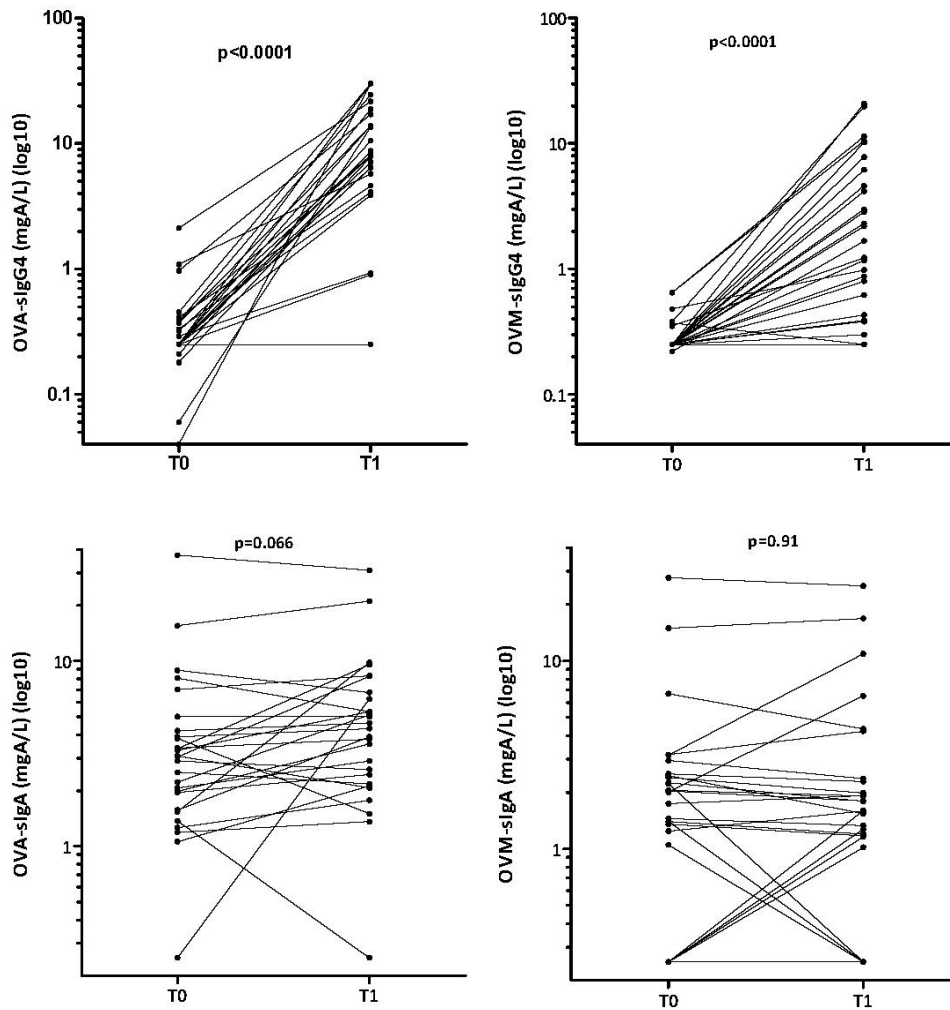 p<0.0001
OVA-sIgG4 (mgA/L) (log10)
100
10
1
0.1
T0
T1
p<0.0001
OVM-sIgG4 (mgA/L) (log10)
100
10
1
0.1
T0
T1
p=0.066
OVA-sIgA (mgA/L) (log10)
10
1
T0
T1
p=0.91
OVM-sIgA (mgA/L) (log10)
10
1
T0
T1